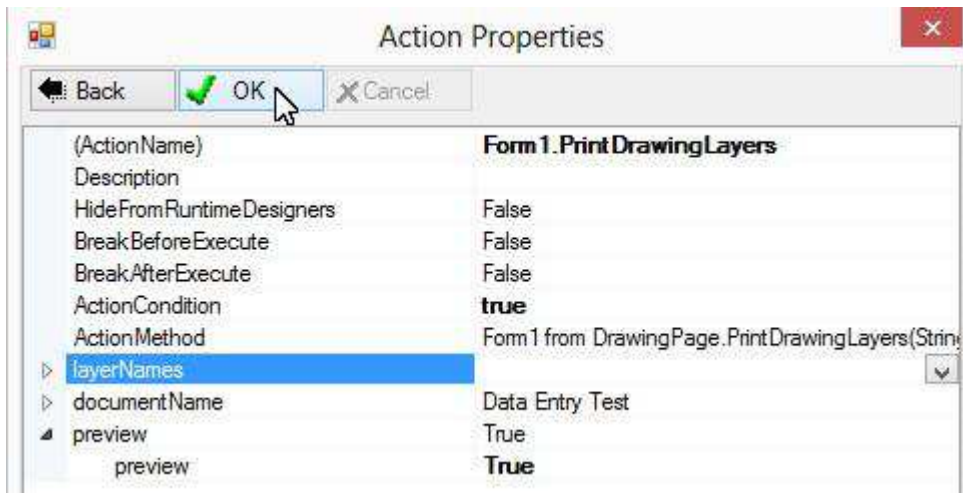 Action Properties
Back OK Cancel
(ActionName) Form1.PrintDrawingLayers
Description
HideFromRuntimeDesigners False
BreakBeforeExecute False
BreakAfterExecute False
ActionCondition true
ActionMethod Form1 from DrawingPage.PrintDrawingLayers(String
layerNames
documentName Data Entry Test
preview True
preview True